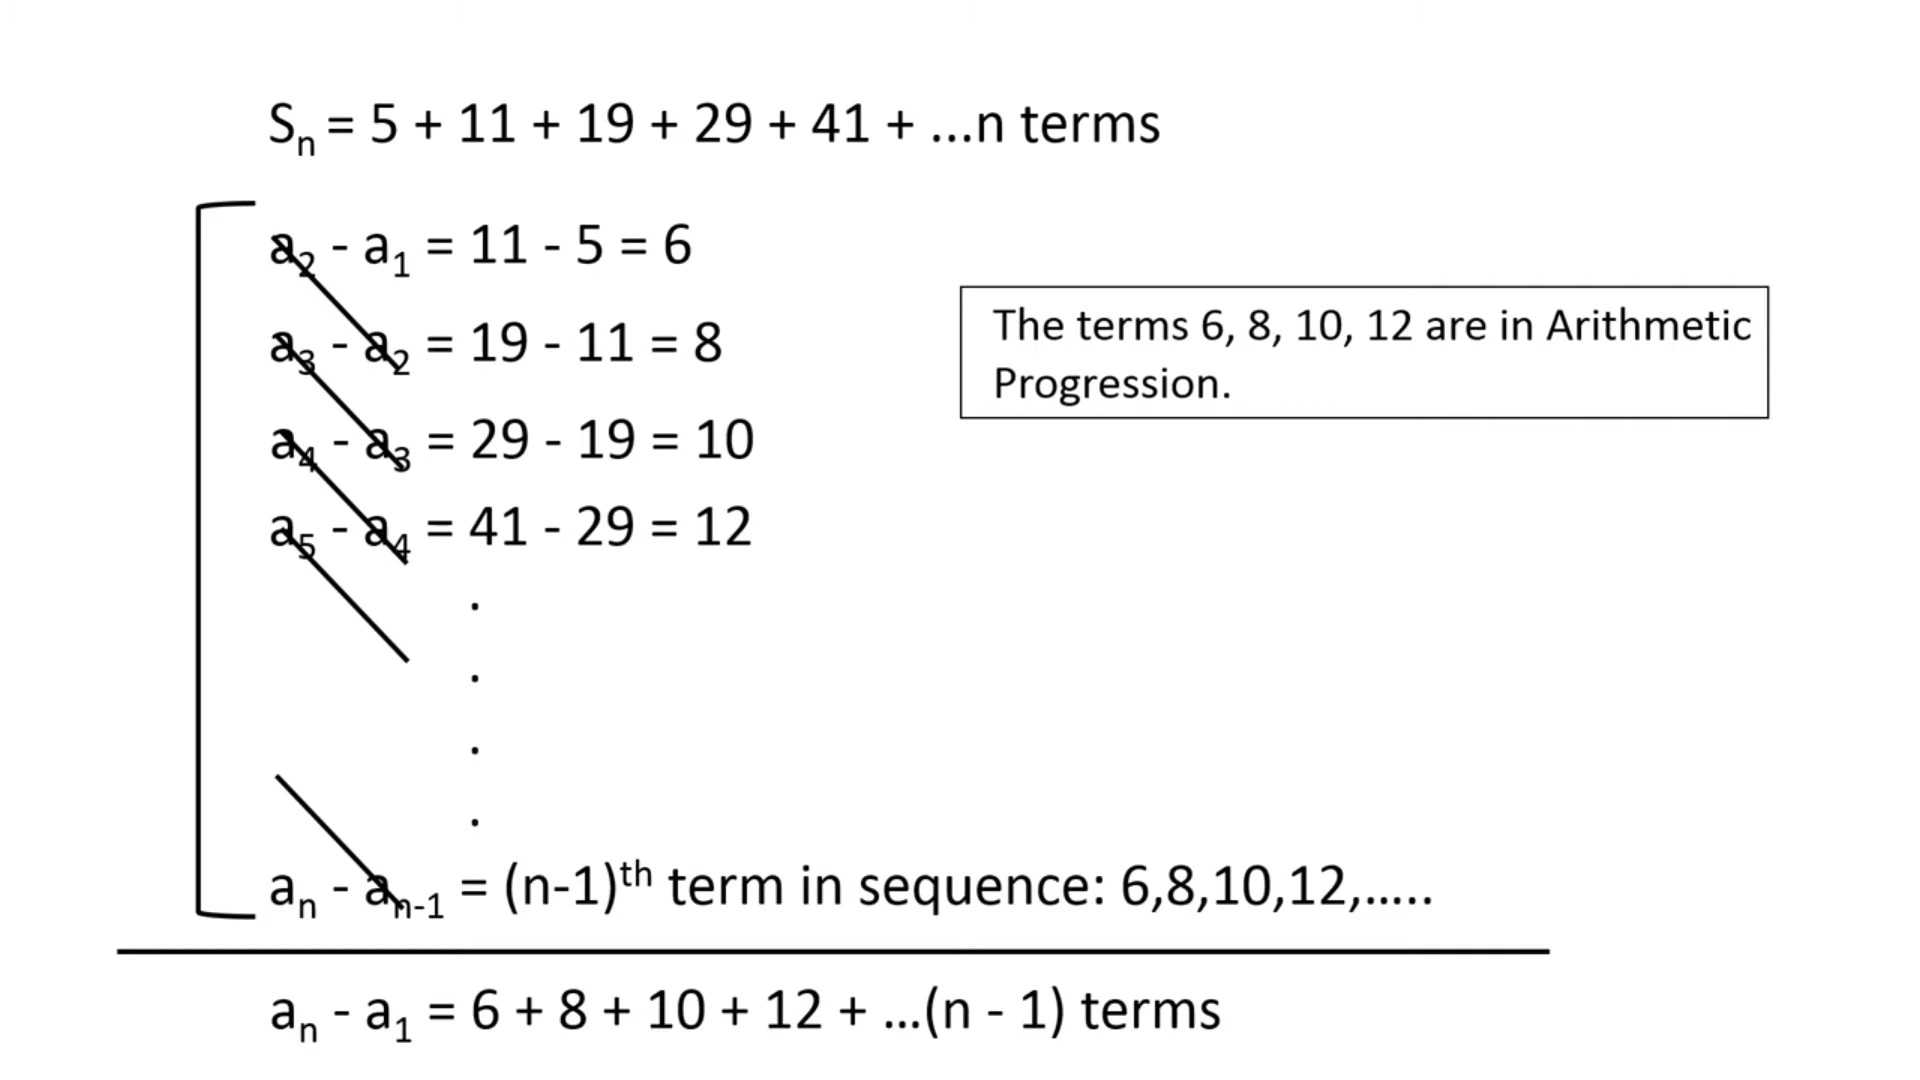 Sₙ = 5 + 11 + 19 + 29 + 41 + ...n terms
a₂ - a₁ = 11 - 5 = 6
a₃ - a₂ = 19 - 11 = 8
The terms 6, 8, 10, 12 are in Arithmetic
Progression.
a₄ - a₃ = 29 - 19 = 10
a₅ - a₄ = 41 - 29 = 12
.
.
.
.
aₙ - aₙ₋₁ = (n-1)ᵗʰ term in sequence: 6,8,10,12,.....
aₙ - a₁ = 6 + 8 + 10 + 12 + ...(n - 1) terms